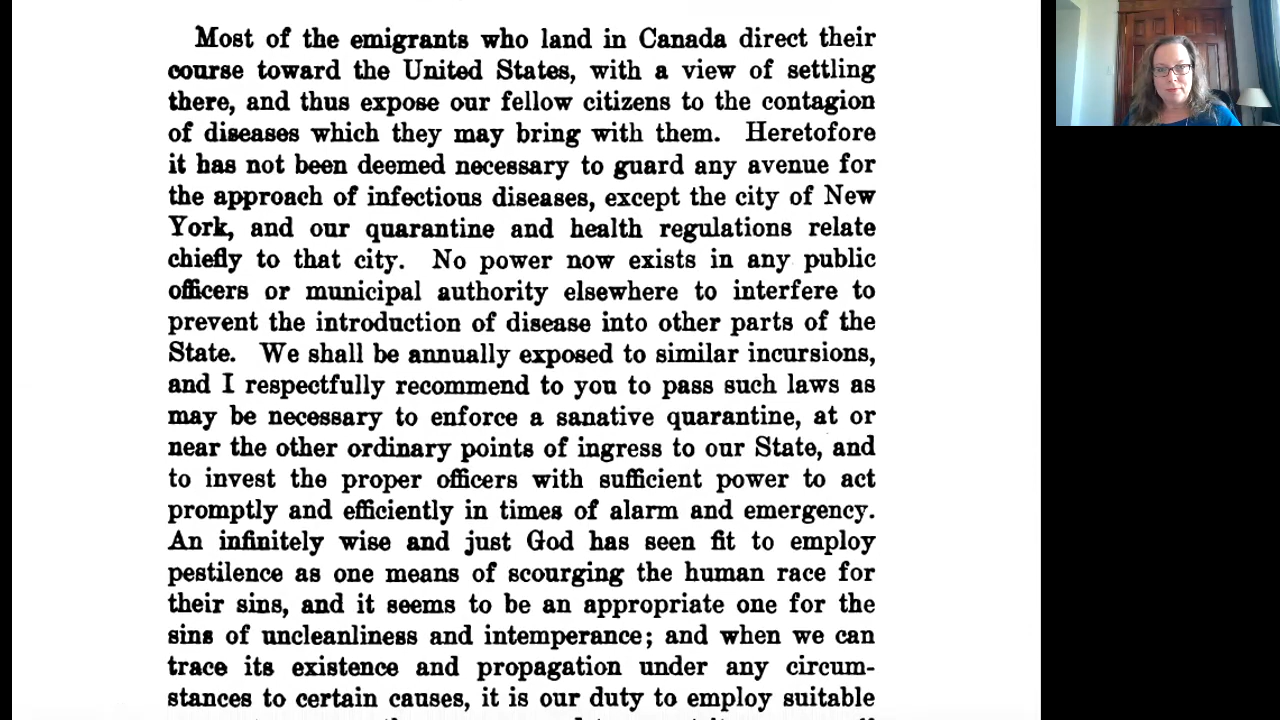 Most of the emigrants who land in Canada direct their
course toward the United States, with a view of settling
there, and thus expose our fellow citizens to the contagion
of diseases which they may bring with them. Heretofore
it has not been deemed necessary to guard any avenue for
the approach of infectious diseases, except the city of New
York, and our quarantine and health regulations relate
chiefly to that city. No power now exists in any public
officers or municipal authority elsewhere to interfere to
prevent the introduction of disease into other parts of the
State. We shall be annually exposed to similar incursions,
and I respectfully recommend to you to pass such laws as
may be necessary to enforce a sanative quarantine, at or
near the other ordinary points of ingress to our State, and
to invest the proper officers with sufficient power to act
promptly and efficiently in times of alarm and emergency.
An infinitely wise and just God has seen fit to employ
pestilence as one means of scourging the human race for
their sins, and it seems to be an appropriate one for the
sins of uncleanliness and intemperance; and when we can
trace its existence and propagation under any circum-
stances to certain causes, it is our duty to employ suitable